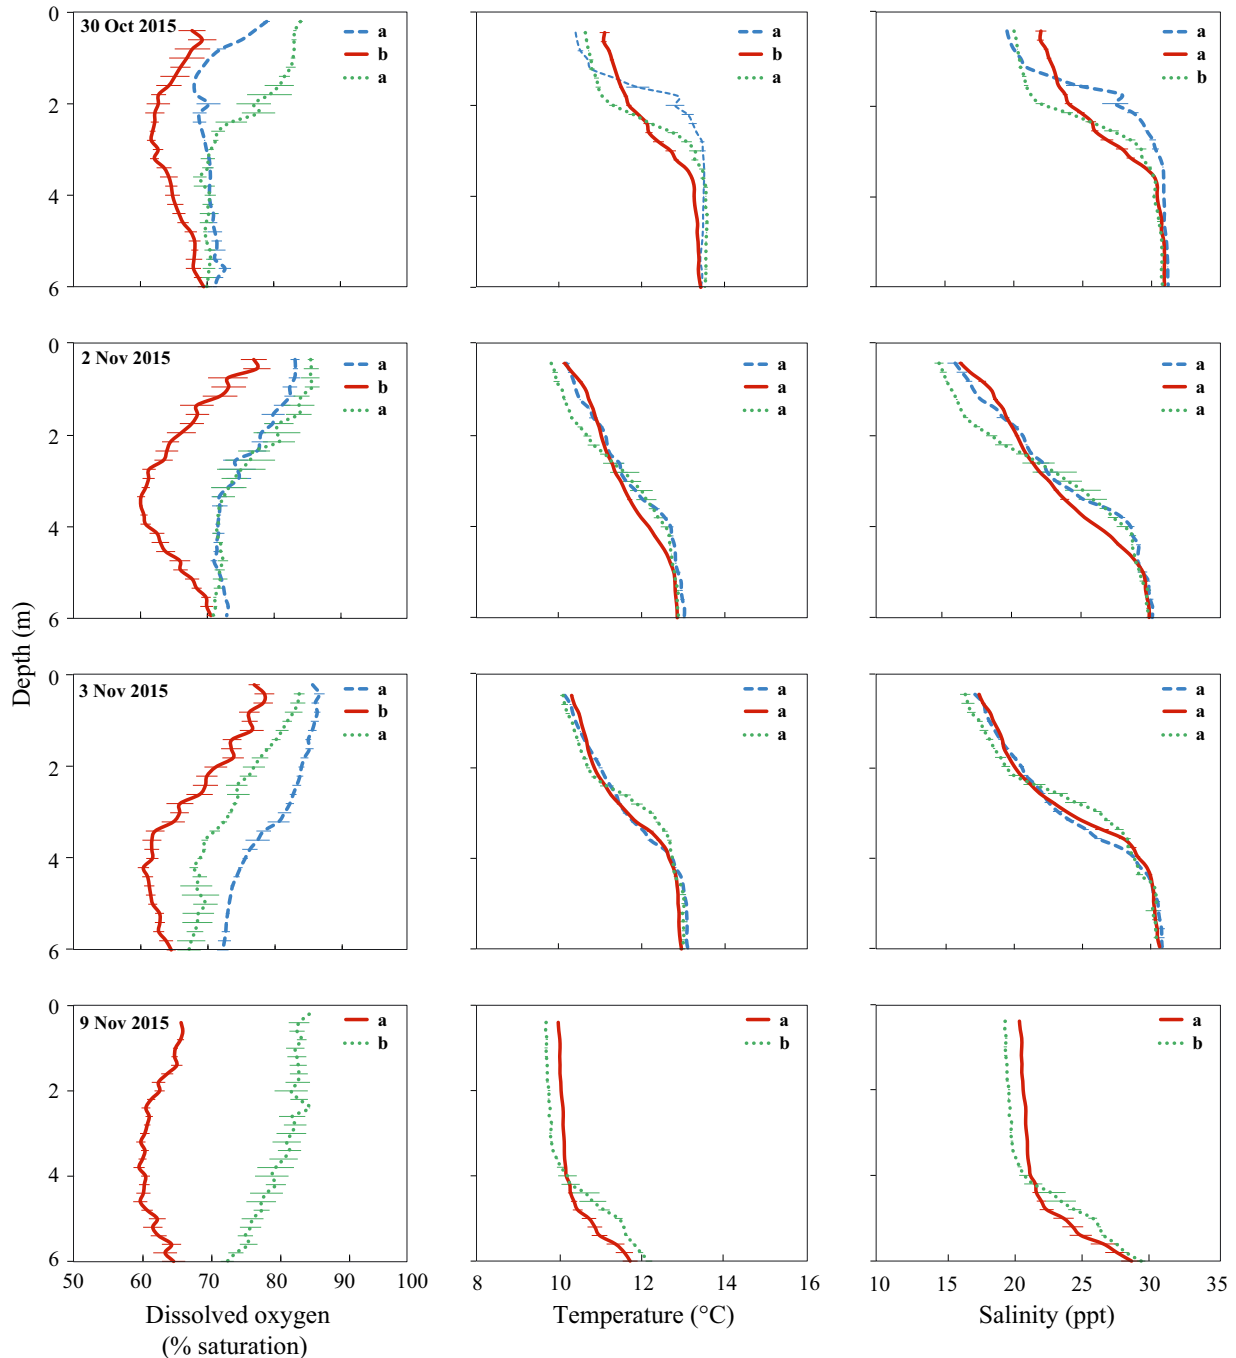 0
30 Oct 2015
a
b
a
a
b
a
a
a
b
2
4
6
0
2 Nov 2015
a
b
a
a
a
a
a
a
a
2
4
6
Depth (m)
0
3 Nov 2015
a
b
a
a
a
a
a
a
a
2
4
6
0
9 Nov 2015
a
b
a
b
a
b
2
4
6
50 60 70 80 90 100
8 10 12 14 16
10 15 20 25 30 35
Dissolved oxygen
(% saturation)
Temperature (°C)
Salinity (ppt)